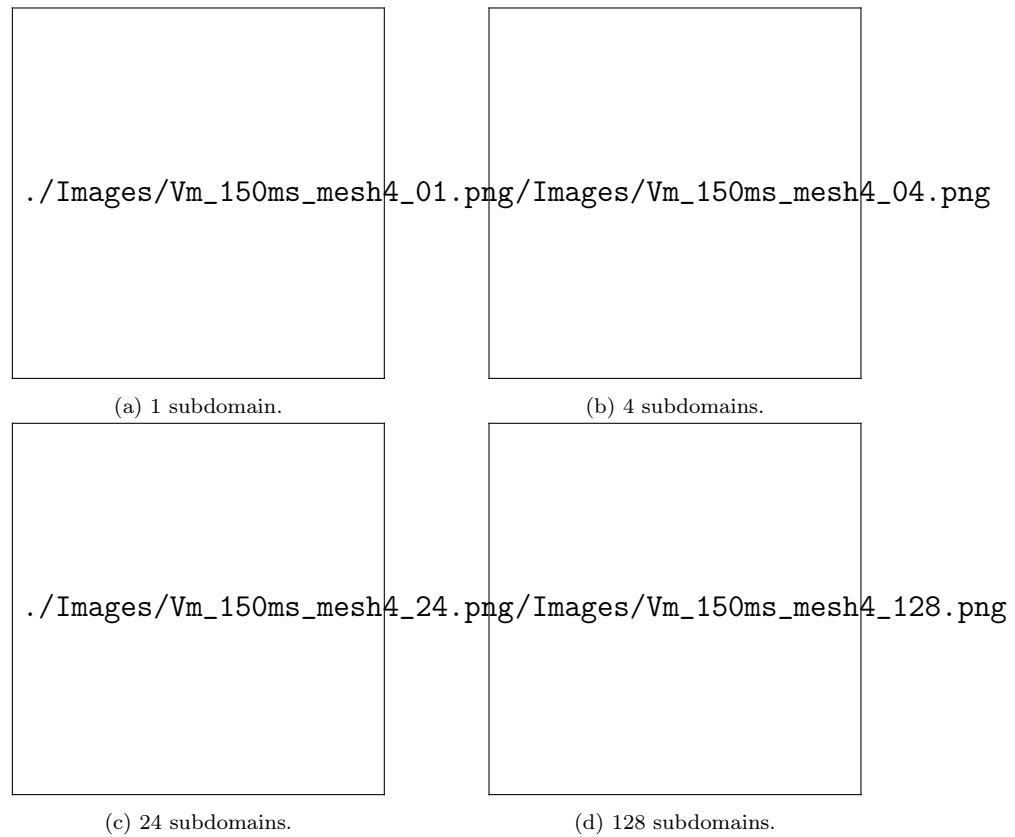 ./Images/Vm_150ms_mesh4_01.png/Images/Vm_150ms_mesh4_04.png
(a) 1 subdomain.
(b) 4 subdomains.
./Images/Vm_150ms_mesh4_24.png/Images/Vm_150ms_mesh4_128.png
(c) 24 subdomains.
(d) 128 subdomains.